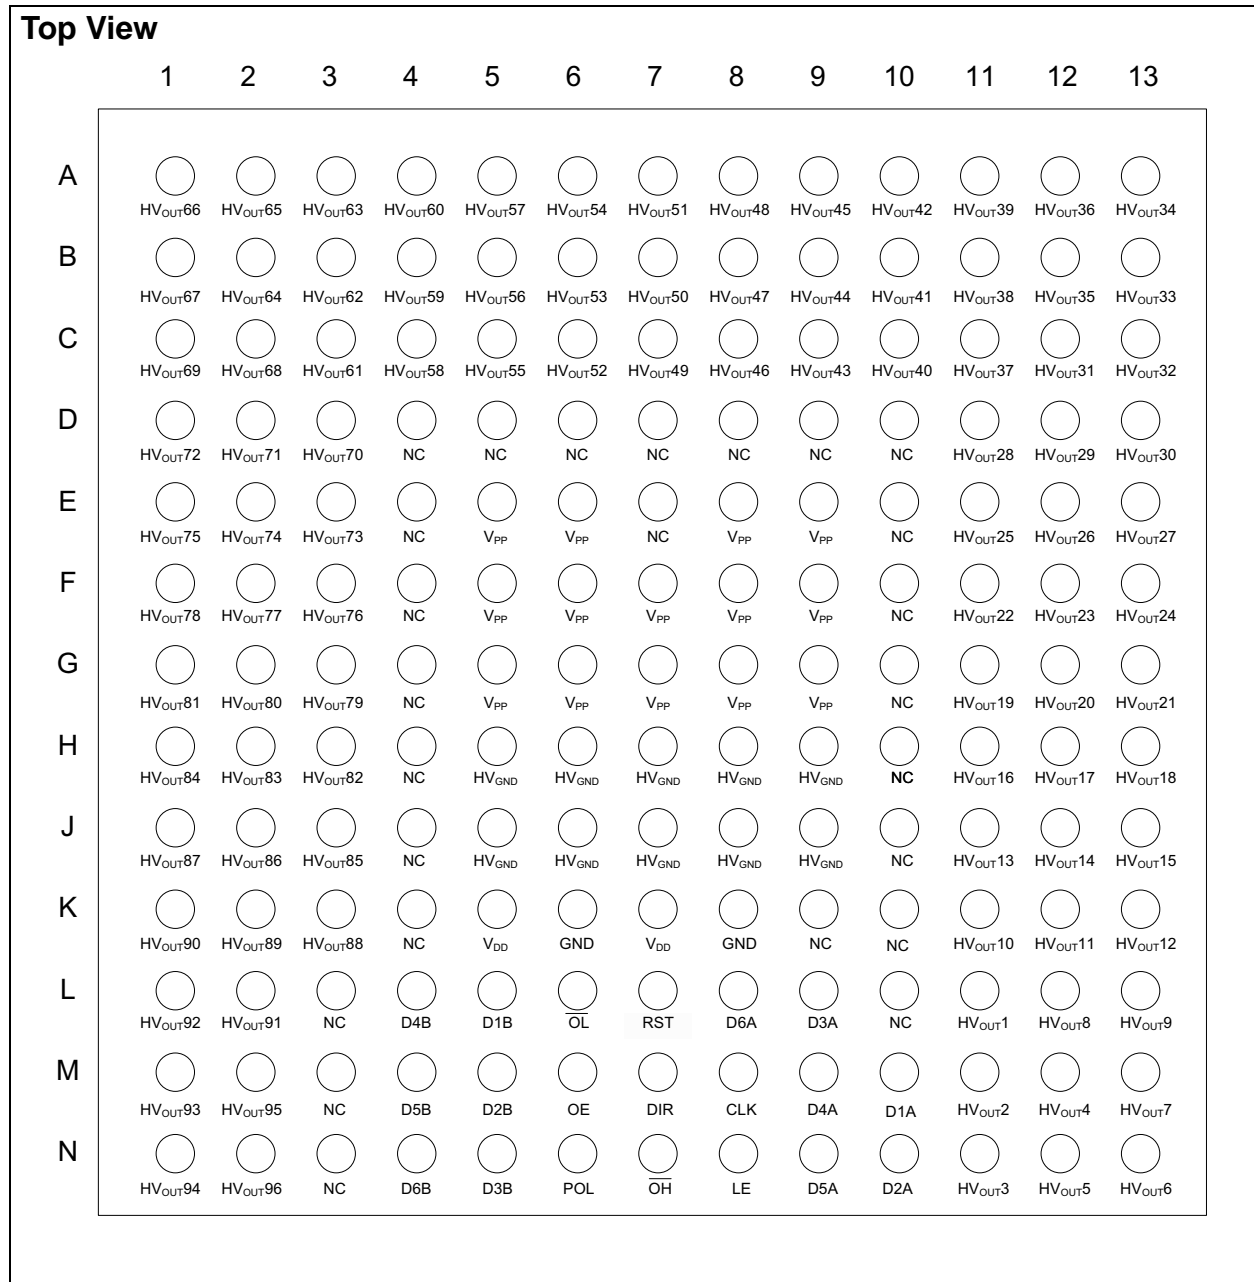 Top View
1 2 3 4 5 6 7 8 9 10 11 12 13
A
HVOUT66 HVOUT65 HVOUT63 HVOUT60 HVOUT57 HVOUT54 HVOUT51 HVOUT48 HVOUT45 HVOUT42 HVOUT39 HVOUT36 HVOUT34
B
HVOUT67 HVOUT64 HVOUT62 HVOUT59 HVOUT56 HVOUT53 HVOUT50 HVOUT47 HVOUT44 HVOUT41 HVOUT38 HVOUT35 HVOUT33
C
HVOUT69 HVOUT68 HVOUT61 HVOUT58 HVOUT55 HVOUT52 HVOUT49 HVOUT46 HVOUT43 HVOUT40 HVOUT37 HVOUT31 HVOUT32
D
HVOUT72 HVOUT71 HVOUT70 NC NC NC NC NC NC NC HVOUT28 HVOUT29 HVOUT30
E
HVOUT75 HVOUT74 HVOUT73 NC VPP VPP NC VPP VPP NC HVOUT25 HVOUT26 HVOUT27
F
HVOUT78 HVOUT77 HVOUT76 NC VPP VPP VPP VPP VPP NC HVOUT22 HVOUT23 HVOUT24
G
HVOUT81 HVOUT80 HVOUT79 NC VPP VPP VPP VPP VPP NC HVOUT19 HVOUT20 HVOUT21
H
HVOUT84 HVOUT83 HVOUT82 NC HVGND HVGND HVGND HVGND HVGND NC HVOUT16 HVOUT17 HVOUT18
J
HVOUT87 HVOUT86 HVOUT85 NC HVGND HVGND HVGND HVGND HVGND NC HVOUT13 HVOUT14 HVOUT15
K
HVOUT90 HVOUT89 HVOUT88 NC VDD GND VDD GND NC NC HVOUT10 HVOUT11 HVOUT12
L
HVOUT92 HVOUT91 NC D4B D1B O̅L̅ RST D6A D3A NC HVOUT1 HVOUT8 HVOUT9
M
HVOUT93 HVOUT95 NC D5B D2B OE DIR CLK D4A D1A HVOUT2 HVOUT4 HVOUT7
N
HVOUT94 HVOUT96 NC D6B D3B POL O̅H̅ LE D5A D2A HVOUT3 HVOUT5 HVOUT6